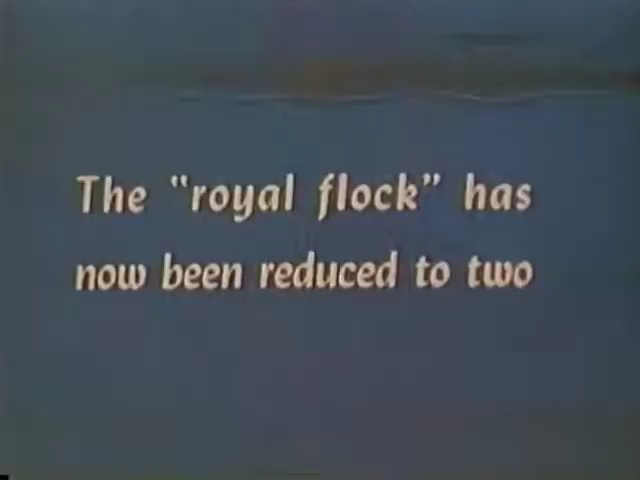 The "royal flock” has
now been reduced to two